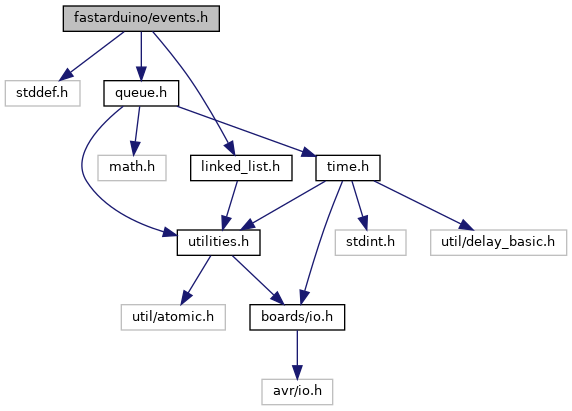 fastarduino/events.h
stddef.h
queue.h
math.h
linked_list.h
time.h
utilities.h
stdint.h
util/delay_basic.h
util/atomic.h
boards/io.h
avr/io.h